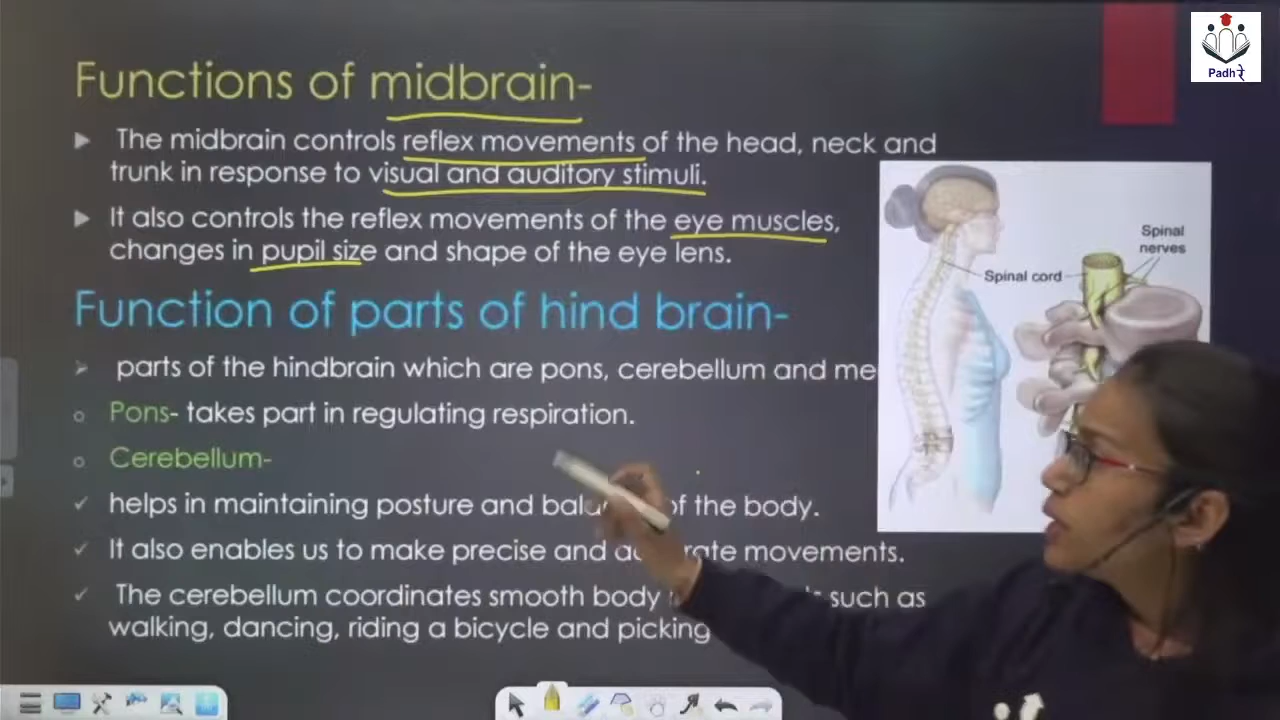 Padhरे
Functions of midbrain-
The midbrain controls reflex movements of the head, neck and
trunk in response to visual and auditory stimuli.
It also controls the reflex movements of the eye muscles,
changes in pupil size and shape of the eye lens.
Spinal
nerves
Spinal cord
Function of parts of hind brain-
parts of the hindbrain which are pons, cerebellum and
Pons- takes part in regulating respiration.
Cerebellum-
helps in maintaining posture and of the body.
It also enables us to make precise and movements.
The cerebellum coordinates smooth body such as
walking, dancing, riding a bicycle and picking